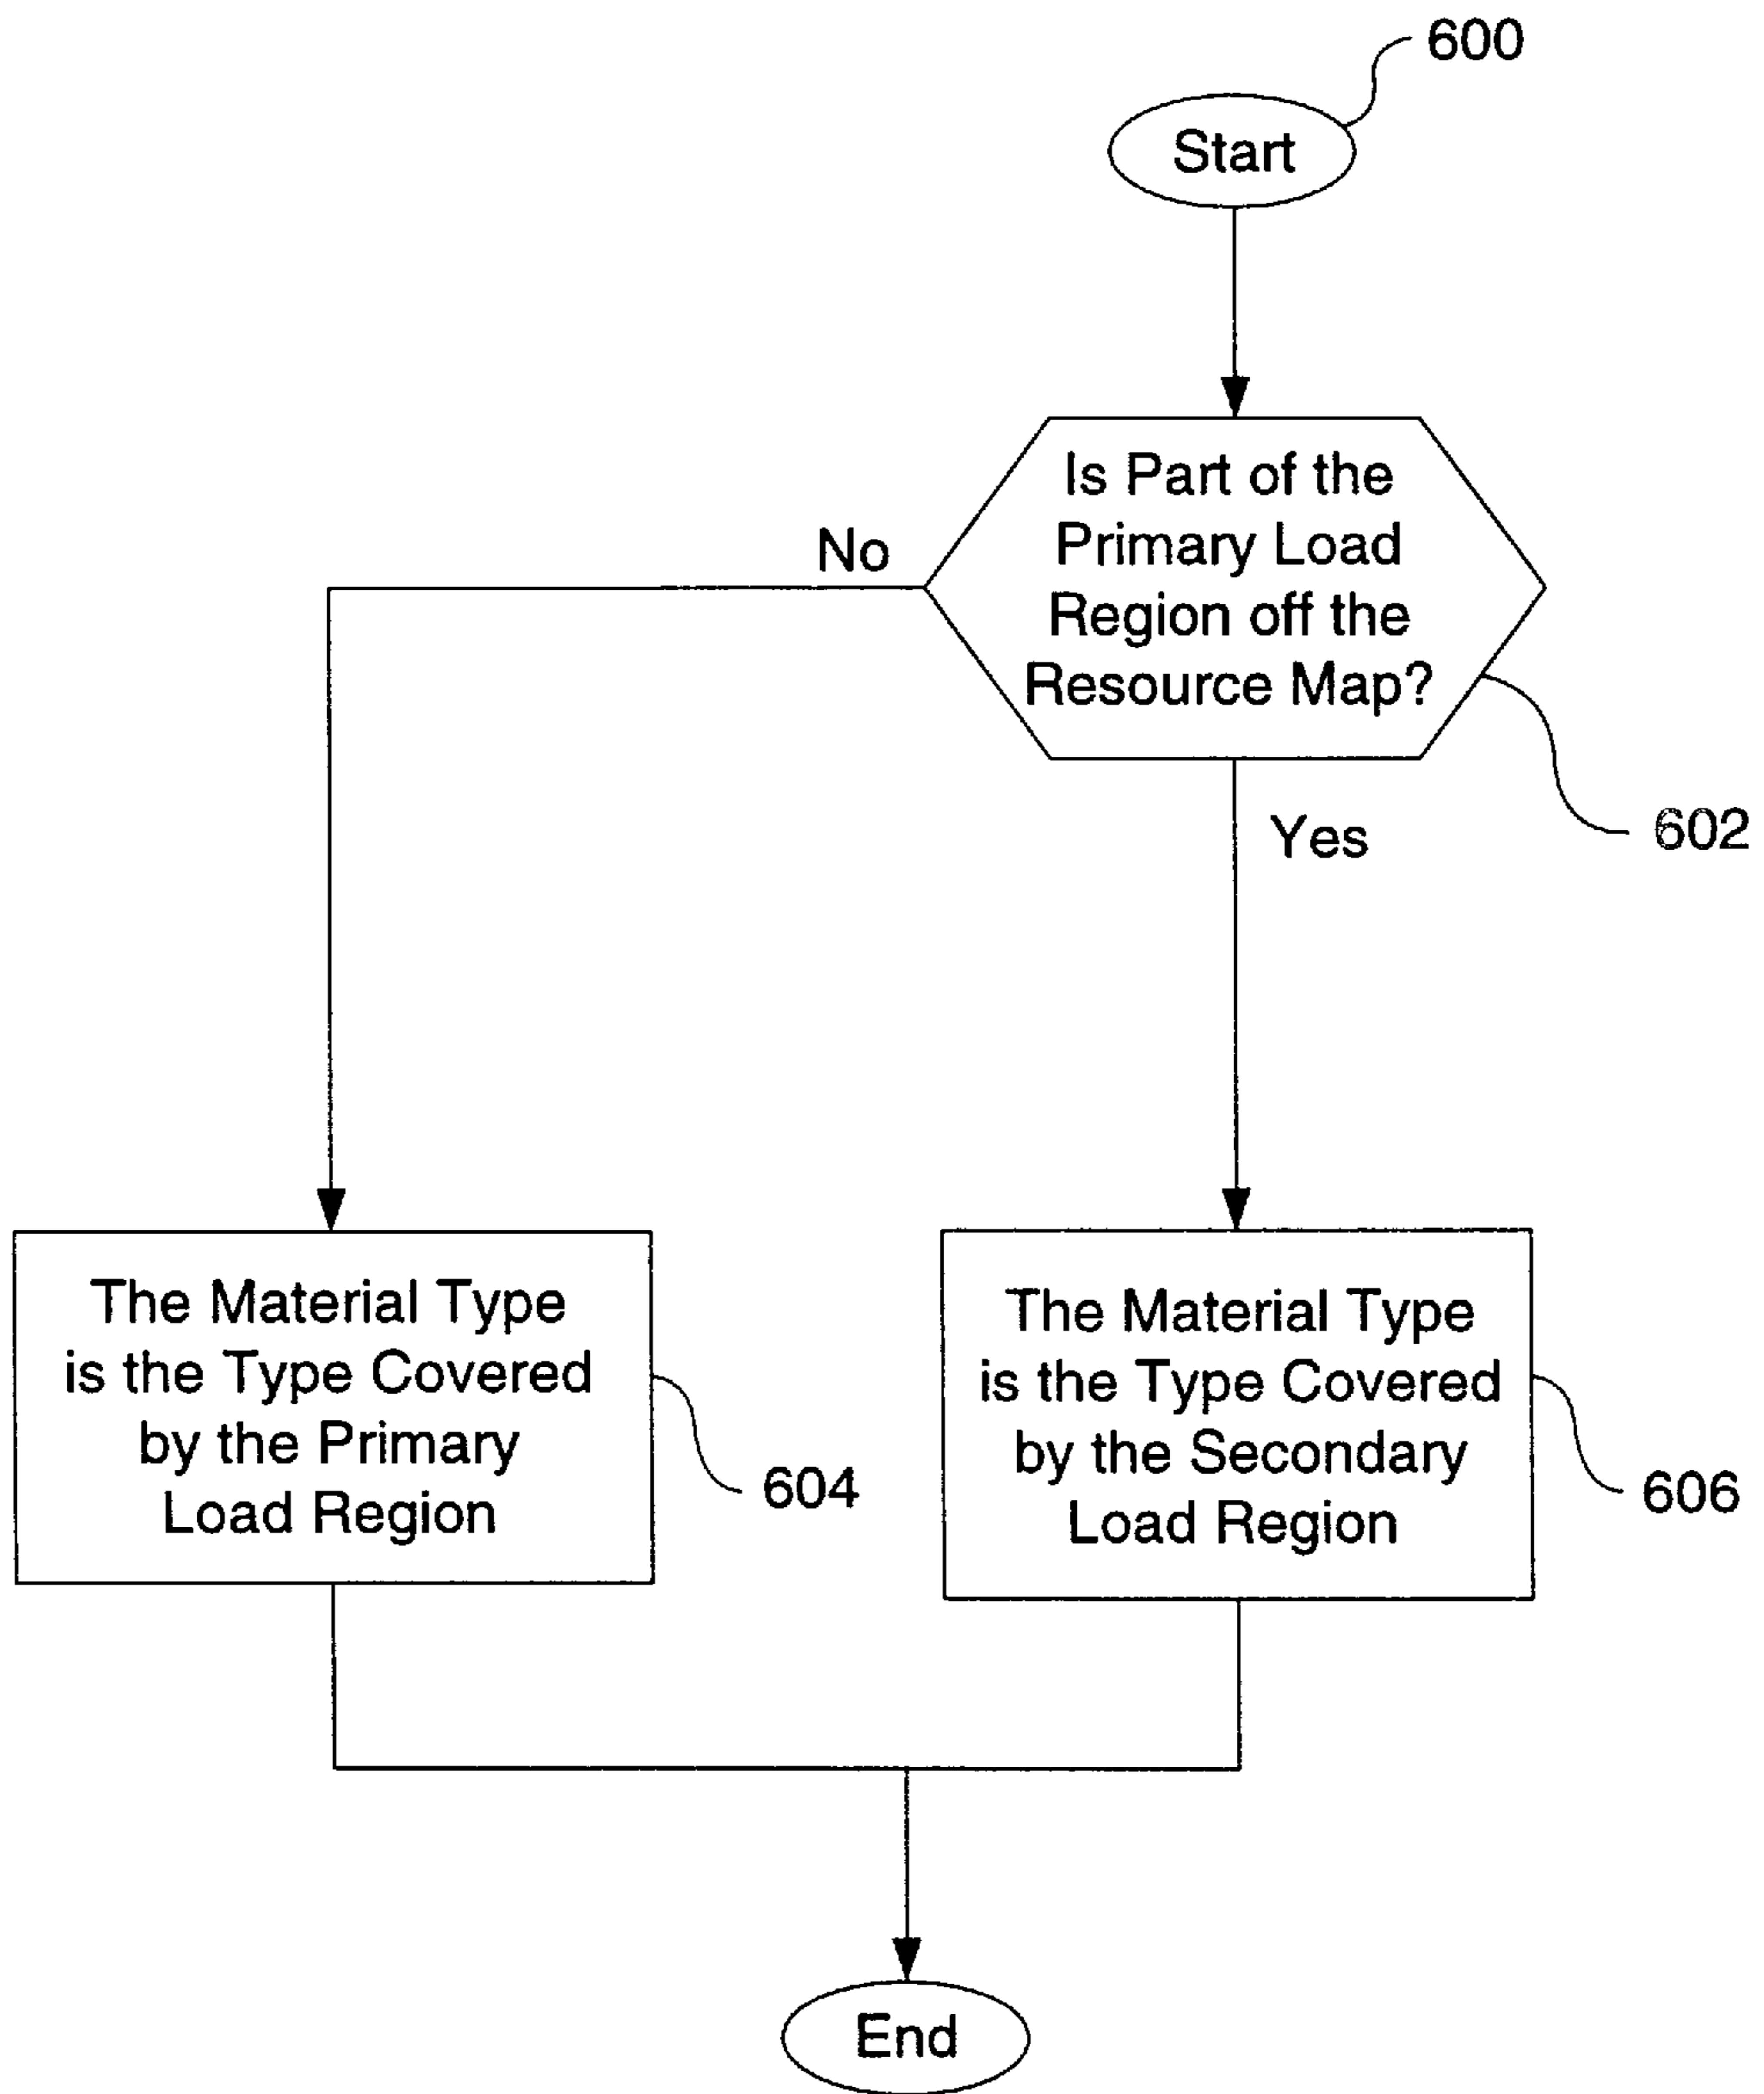 600
Start
Is Part of the
Primary Load
Region off the
Resource Map?
No
Yes
602
The Material Type
is the Type Covered
by the Primary
Load Region
604
The Material Type
is the Type Covered
by the Secondary
Load Region
606
End